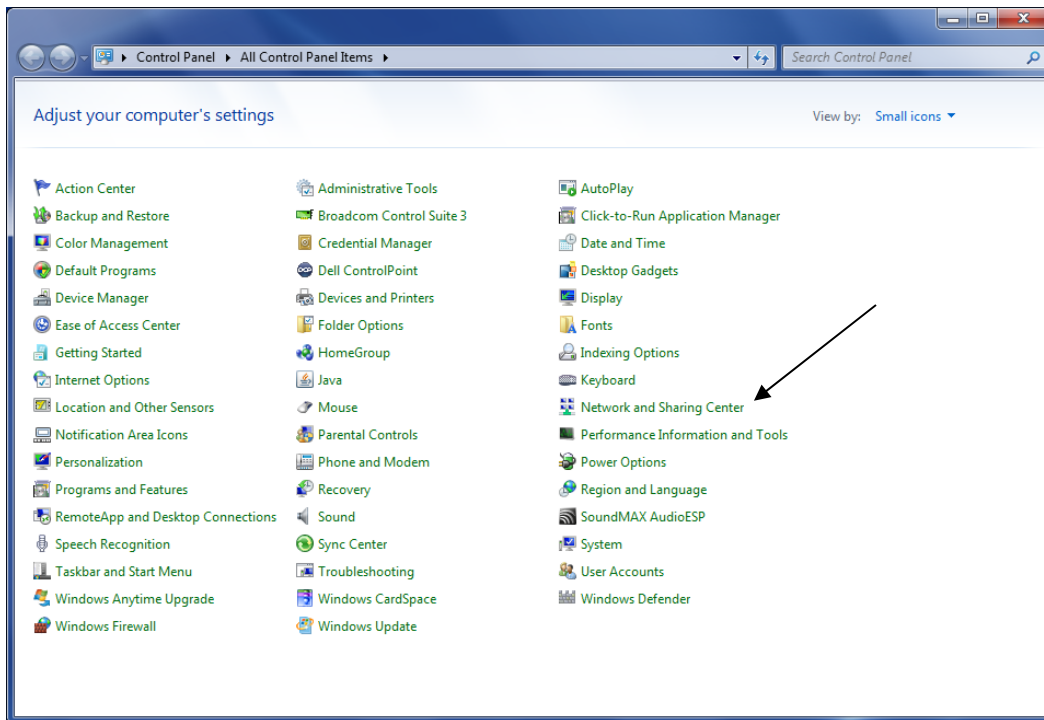 Control Panel All Control Panel Items Search Control Panel
Adjust your computer's settings View by: Small icons
Action Center Administrative Tools AutoPlay
Backup and Restore Broadcom Control Suite 3 Click-to-Run Application Manager
Color Management Credential Manager Date and Time
Default Programs Dell ControlPoint Desktop Gadgets
Device Manager Devices and Printers Display
Ease of Access Center Folder Options Fonts
Getting Started HomeGroup Indexing Options
Internet Options Java Keyboard
Location and Other Sensors Mouse Network and Sharing Center
Notification Area Icons Parental Controls Performance Information and Tools
Personalization Phone and Modem Power Options
Programs and Features Recovery Region and Language
RemoteApp and Desktop Connections Sound SoundMAX AudioESP
Speech Recognition Sync Center System
Taskbar and Start Menu Troubleshooting User Accounts
Windows Anytime Upgrade Windows CardSpace Windows Defender
Windows Firewall Windows Update